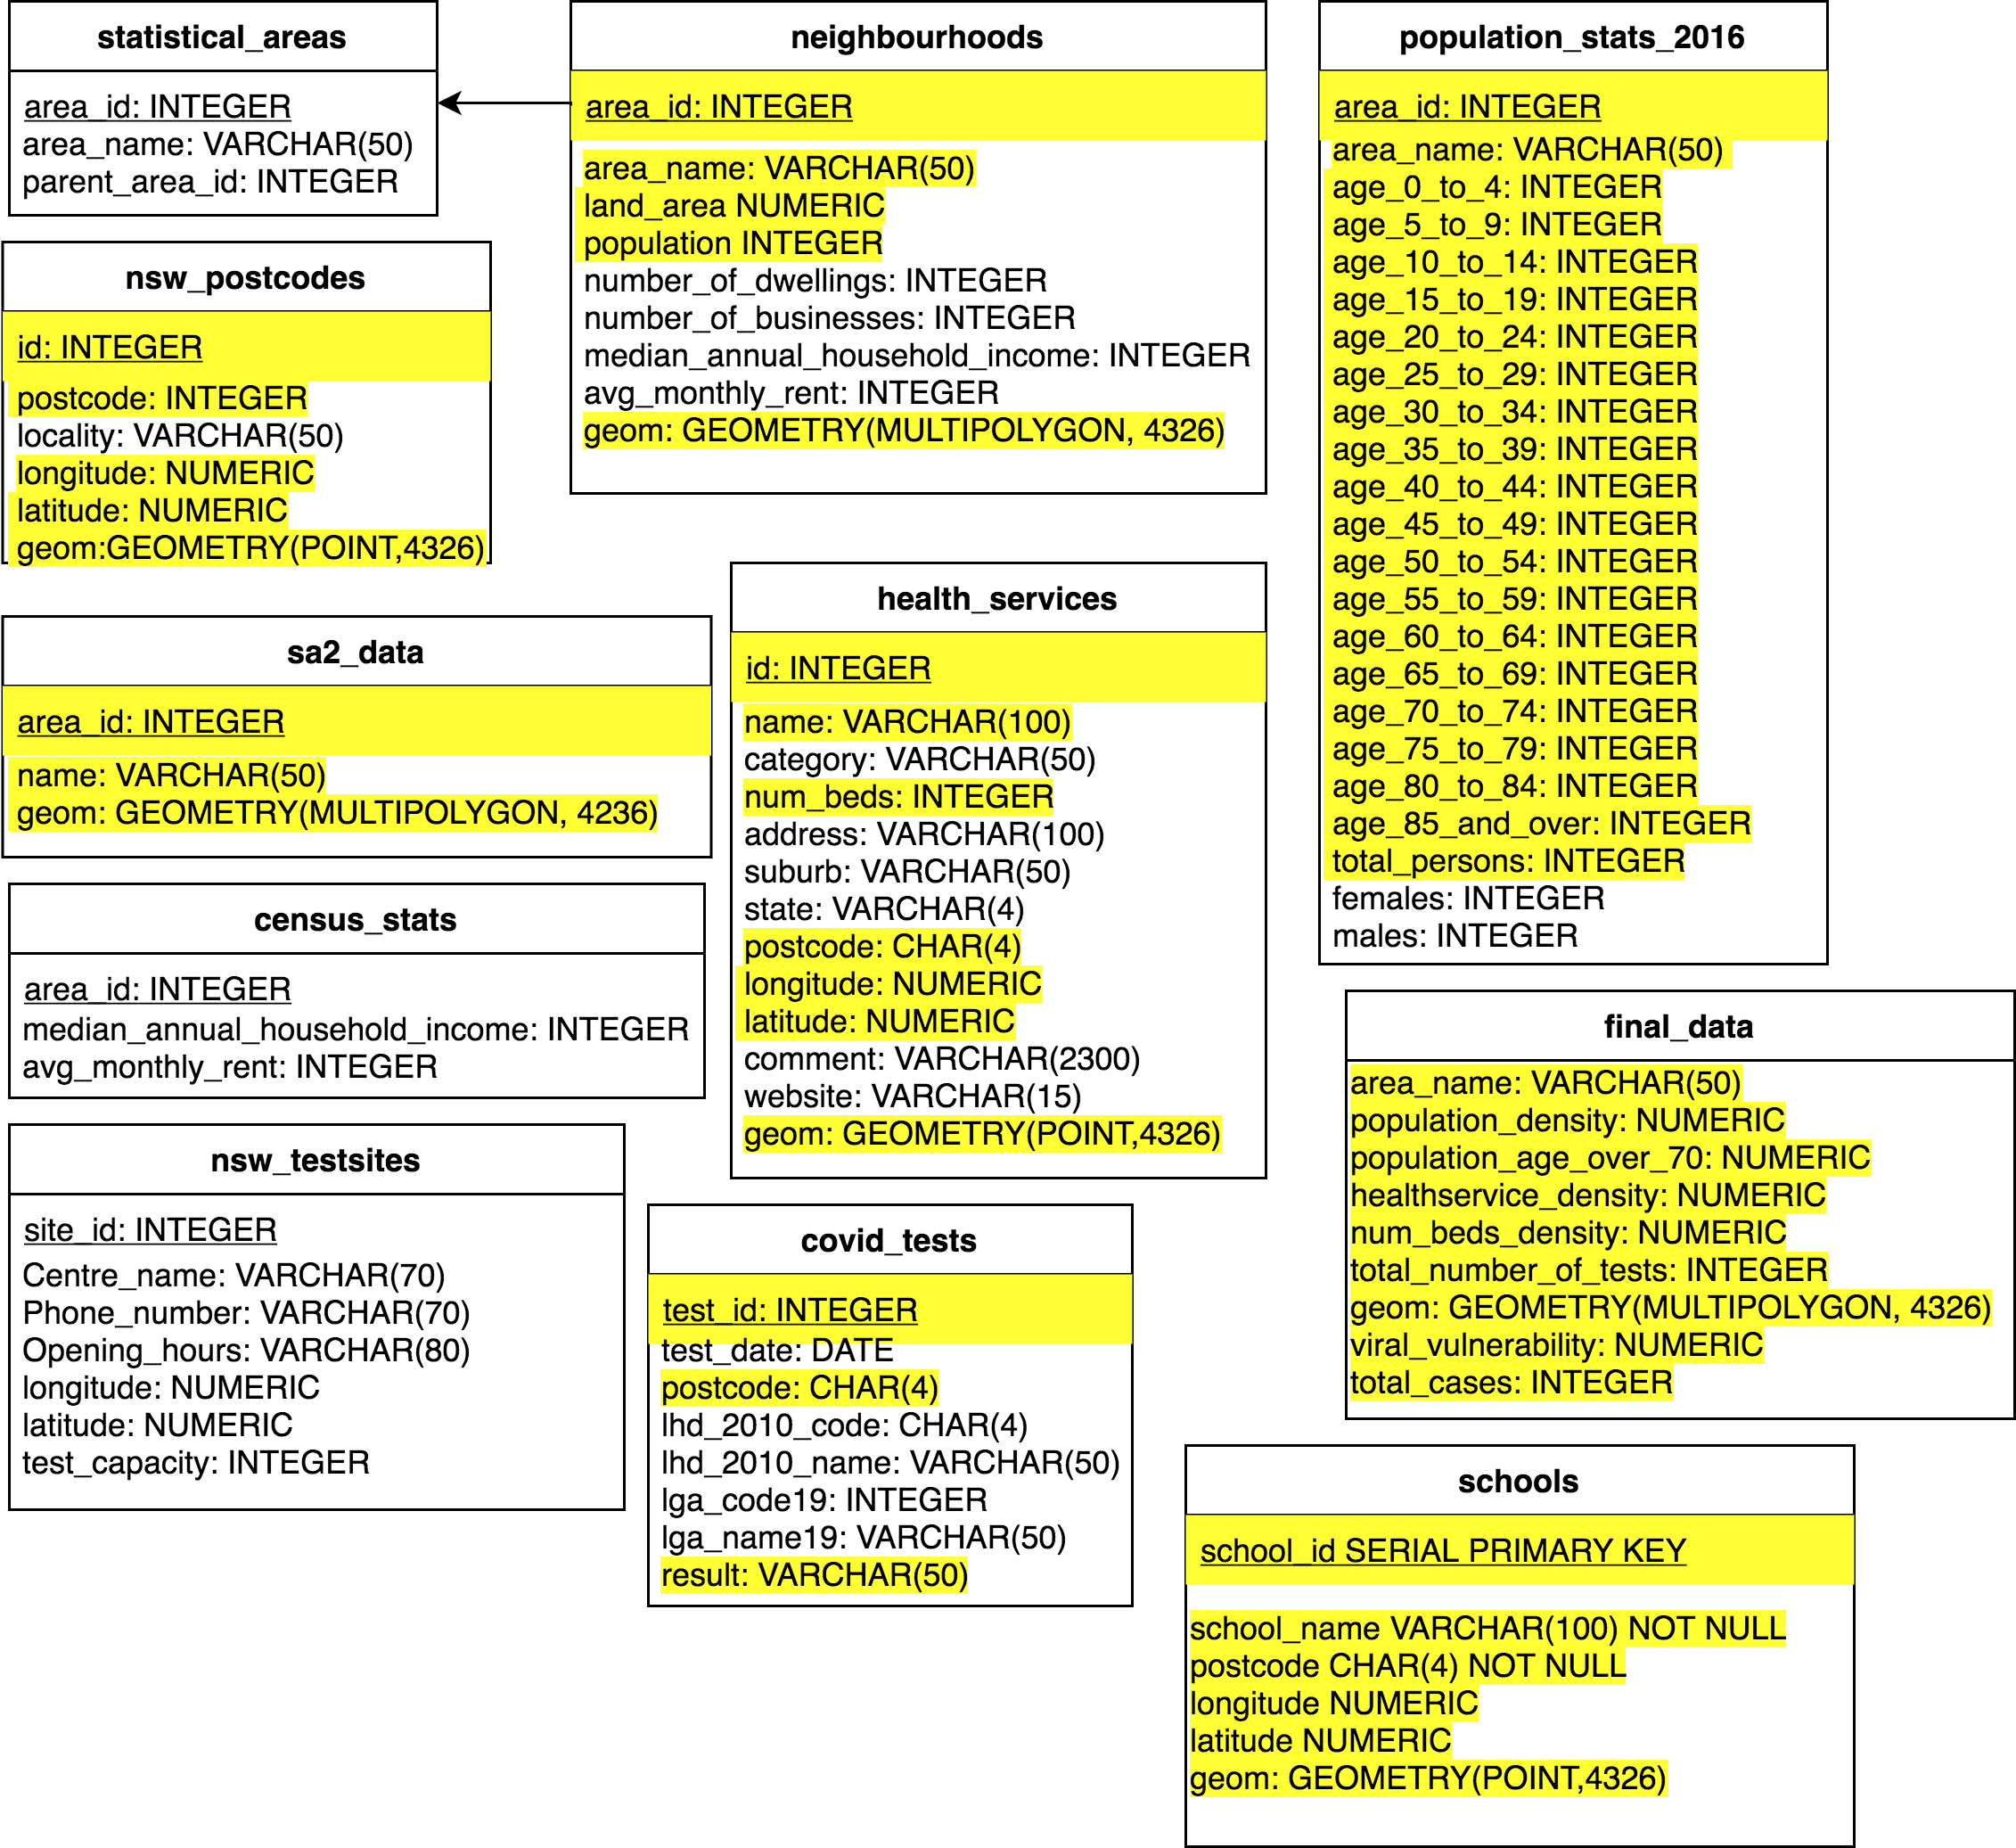 statistical_areas
area_id: INTEGER
area_name: VARCHAR(50)
parent_area_id: INTEGER
neighbourhoods
area_id: INTEGER
area_name: VARCHAR(50)
land_area NUMERIC
population INTEGER
number_of_dwellings: INTEGER
number_of_businesses: INTEGER
median_annual_household_income: INTEGER
avg_monthly_rent: INTEGER
geom: GEOMETRY(MULTIPOLYGON, 4326)
population_stats_2016
area_id: INTEGER
area_name: VARCHAR(50)
age_0_to_4: INTEGER
age_5_to_9: INTEGER
age_10_to_14: INTEGER
age_15_to_19: INTEGER
age_20_to_24: INTEGER
age_25_to_29: INTEGER
age_30_to_34: INTEGER
age_35_to_39: INTEGER
age_40_to_44: INTEGER
age_45_to_49: INTEGER
age_50_to_54: INTEGER
age_55_to_59: INTEGER
age_60_to_64: INTEGER
age_65_to_69: INTEGER
age_70_to_74: INTEGER
age_75_to_79: INTEGER
age_80_to_84: INTEGER
age_85_and_over: INTEGER
total_persons: INTEGER
females: INTEGER
males: INTEGER
nsw_postcodes
id: INTEGER
postcode: INTEGER
locality: VARCHAR(50)
longitude: NUMERIC
latitude: NUMERIC
geom:GEOMETRY(POINT,4326)
sa2_data
area_id: INTEGER
name: VARCHAR(50)
geom: GEOMETRY(MULTIPOLYGON, 4236)
health_services
id: INTEGER
name: VARCHAR(100)
category: VARCHAR(50)
num_beds: INTEGER
address: VARCHAR(100)
suburb: VARCHAR(50)
state: VARCHAR(4)
postcode: CHAR(4)
longitude: NUMERIC
latitude: NUMERIC
comment: VARCHAR(2300)
website: VARCHAR(15)
geom: GEOMETRY(POINT,4326)
census_stats
area_id: INTEGER
median_annual_household_income: INTEGER
avg_monthly_rent: INTEGER
final_data
area_name: VARCHAR(50)
population_density: NUMERIC
population_age_over_70: NUMERIC
healthservice_density: NUMERIC
num_beds_density: NUMERIC
total_number_of_tests: INTEGER
geom: GEOMETRY(MULTIPOLYGON, 4326)
viral_vulnerability: NUMERIC
total_cases: INTEGER
nsw_testsites
site_id: INTEGER
Centre_name: VARCHAR(70)
Phone_number: VARCHAR(70)
Opening_hours: VARCHAR(80)
longitude: NUMERIC
latitude: NUMERIC
test_capacity: INTEGER
covid_tests
test_id: INTEGER
test_date: DATE
postcode: CHAR(4)
lhd_2010_code: CHAR(4)
lhd_2010_name: VARCHAR(50)
lga_code19: INTEGER
lga_name19: VARCHAR(50)
result: VARCHAR(50)
schools
school_id SERIAL PRIMARY KEY
school_name VARCHAR(100) NOT NULL
postcode CHAR(4) NOT NULL
longitude NUMERIC
latitude NUMERIC
geom: GEOMETRY(POINT,4326)